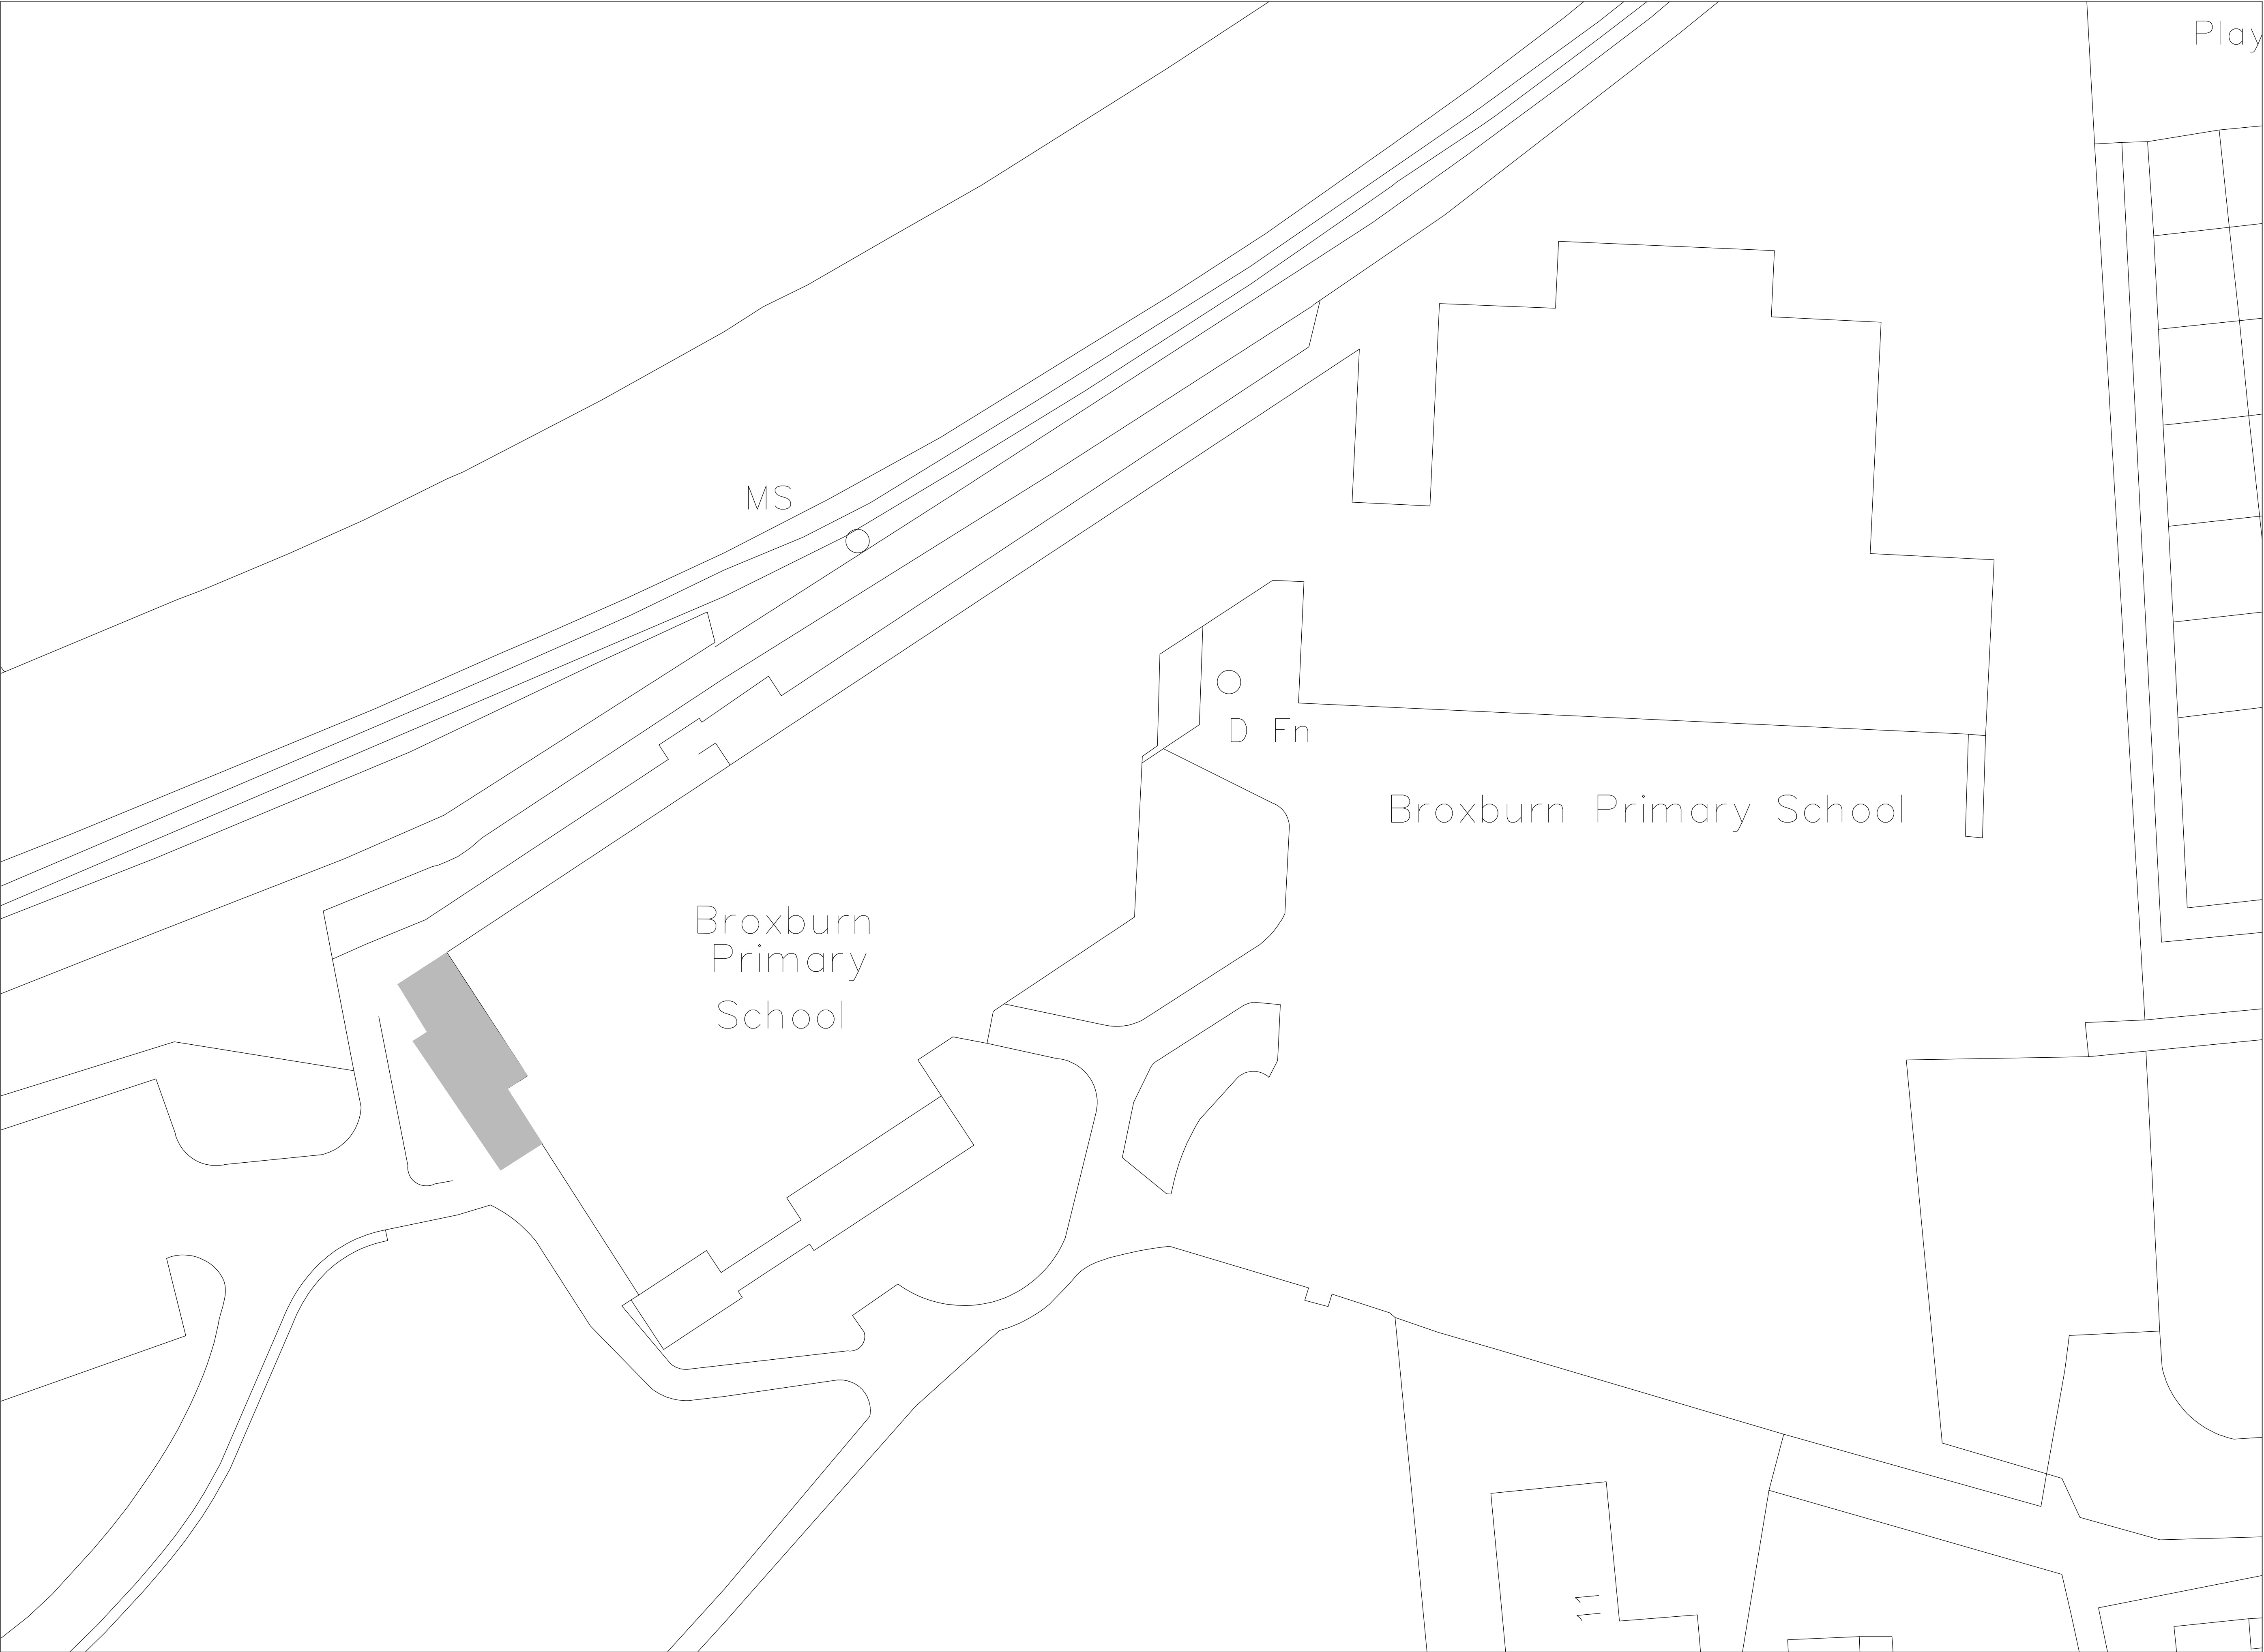 Play
MS
D Fn
Broxburn Primary School
Broxburn
Primary
School
11